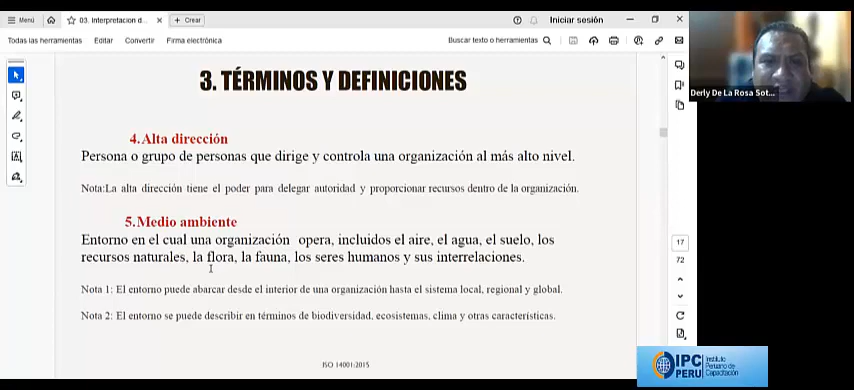 Menú
03. Interpretacion d...
+ Crear
Iniciar sesión
Todas las herramientas Editar Convertir Firma electrónica
Buscar texto o herramientas
3. TÉRMINOS Y DEFINICIONES
4.Alta dirección
Persona o grupo de personas que dirige y controla una organización al más alto nivel.
Nota:La alta dirección tiene el poder para delegar autoridad y proporcionar recursos dentro de la organización.
5.Medio ambiente
Entorno en el cual una organización opera, incluidos el aire, el agua, el suelo, los
recursos naturales, la flora, la fauna, los seres humanos y sus interrelaciones.
Nota 1: El entorno puede abarcar desde el interior de una organización hasta el sistema local, regional y global.
Nota 2: El entorno se puede describir en términos de biodiversidad, ecosistemas, clima y otras características.
ISO 14001:2015
17
72
Derly De La Rosa Sot...
IPC
PERU
Instituto
Peruano de
Capacitación